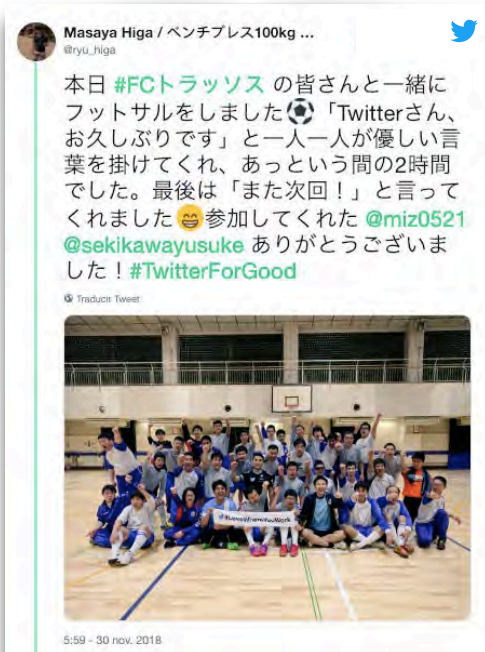 Masaya Higa / ベンチプレス100kg ...
@ryu_higa
本日 #FCトラッソス の皆さんと一緒に
フットサルをしました⚽「Twitterさん、
お久しぶりです」と一人一人が優しい言
葉を掛けてくれ、あっという間の2時間
でした。最後は「また次回！」と言って
くれました😁参加してくれた @miz0521
@sekikawayusuke ありがとうございま
した！#TwitterForGood
Traducir Tweet
5:59 - 30 nov. 2018